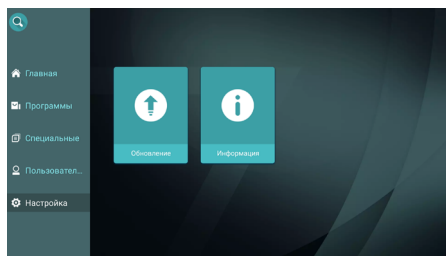 Главная
Программы
Специальные
Пользовател...
Настройка
Обновление
Информация